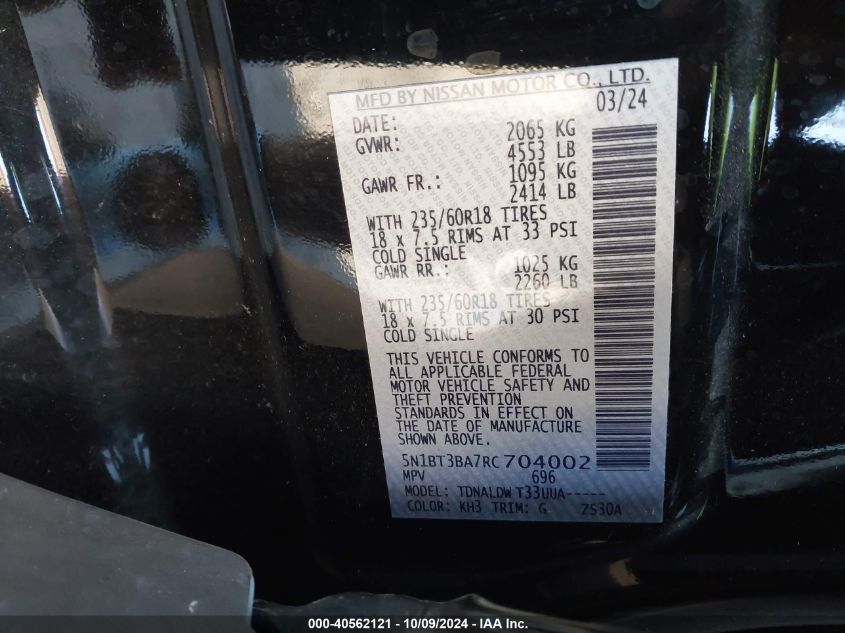 MFD BY NISSAN MOTOR CO., LTD.
DATE: 03/24
GVWR: 2065 KG
4553 LB
GAWR FR.: 1095 KG
2414 LB
WITH 235/60R18 TIRES
18 x 7.5 RIMS AT 33 PSI
COLD SINGLE
GAWR RR.: 1025 KG
2260 LB
WITH 235/60R18 TIRES
18 x 7.5 RIMS AT 30 PSI
COLD SINGLE
THIS VEHICLE CONFORMS TO
ALL APPLICABLE FEDERAL
MOTOR VEHICLE SAFETY AND
THEFT PREVENTION
STANDARDS IN EFFECT ON
THE DATE OF MANUFACTURE
SHOWN ABOVE.
5N1BT3BA7RC704002
MPV 696
MODEL: TDNALDW T33UUA-----
COLOR: KH3 TRIM: G ZS30A
000-40562121 - 10/09/2024 - IAA Inc.